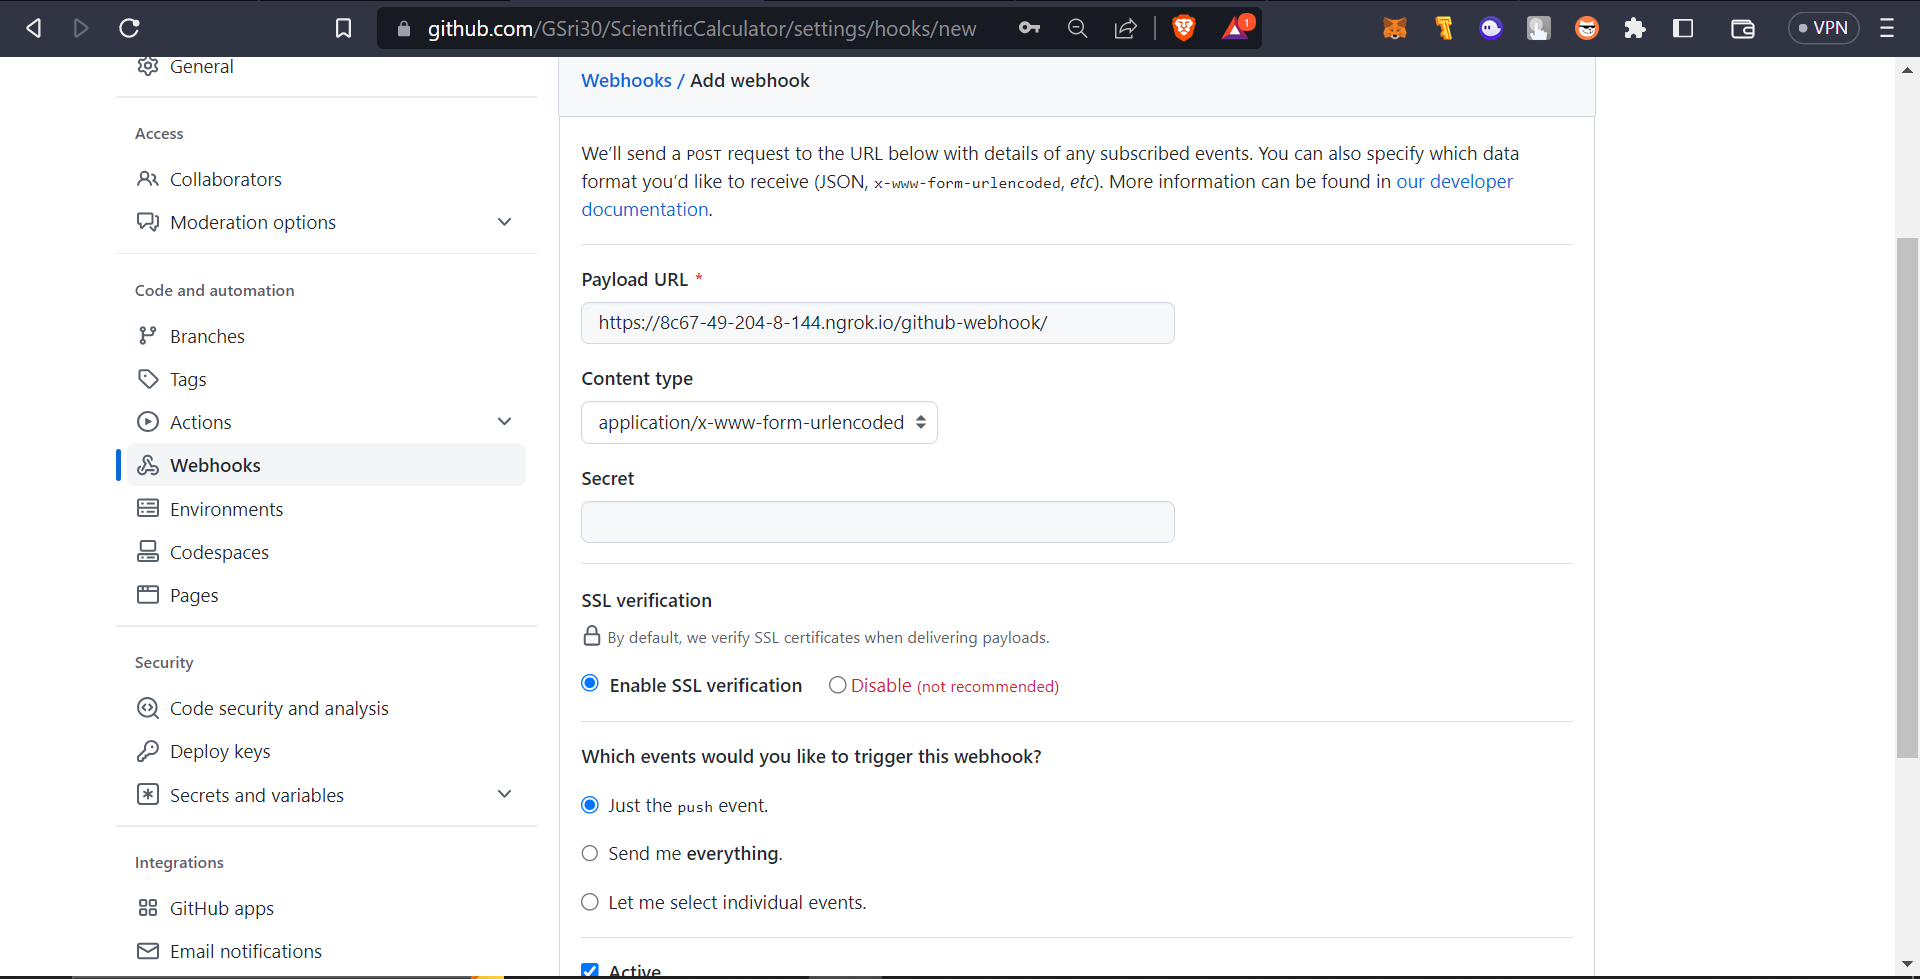 github.com/GSri30/ScientificCalculator/settings/hooks/new
1
VPN
General
Access
Collaborators
Moderation options
Code and automation
Branches
Tags
Actions
Webhooks
Environments
Codespaces
Pages
Security
Code security and analysis
Deploy keys
Secrets and variables
Integrations
GitHub apps
Email notifications
Webhooks / Add webhook
We’ll send a POST request to the URL below with details of any subscribed events. You can also specify which data
format you’d like to receive (JSON, x-www-form-urlencoded, etc). More information can be found in our developer
documentation.
Payload URL *
https://8c67-49-204-8-144.ngrok.io/github-webhook/
Content type
application/x-www-form-urlencoded
Secret
SSL verification
By default, we verify SSL certificates when delivering payloads.
Enable SSL verification Disable (not recommended)
Which events would you like to trigger this webhook?
Just the push event.
Send me everything.
Let me select individual events.
Active